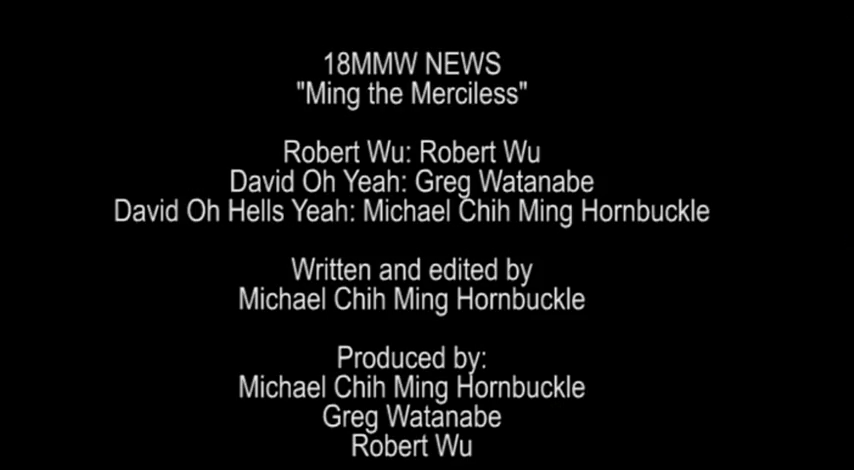 18MMW NEWS
"Ming the Merciless"
Robert Wu: Robert Wu
David Oh Yeah: Greg Watanabe
David Oh Hells Yeah: Michael Chih Ming Hornbuckle
Written and edited by
Michael Chih Ming Hornbuckle
Produced by:
Michael Chih Ming Hornbuckle
Greg Watanabe
Robert Wu